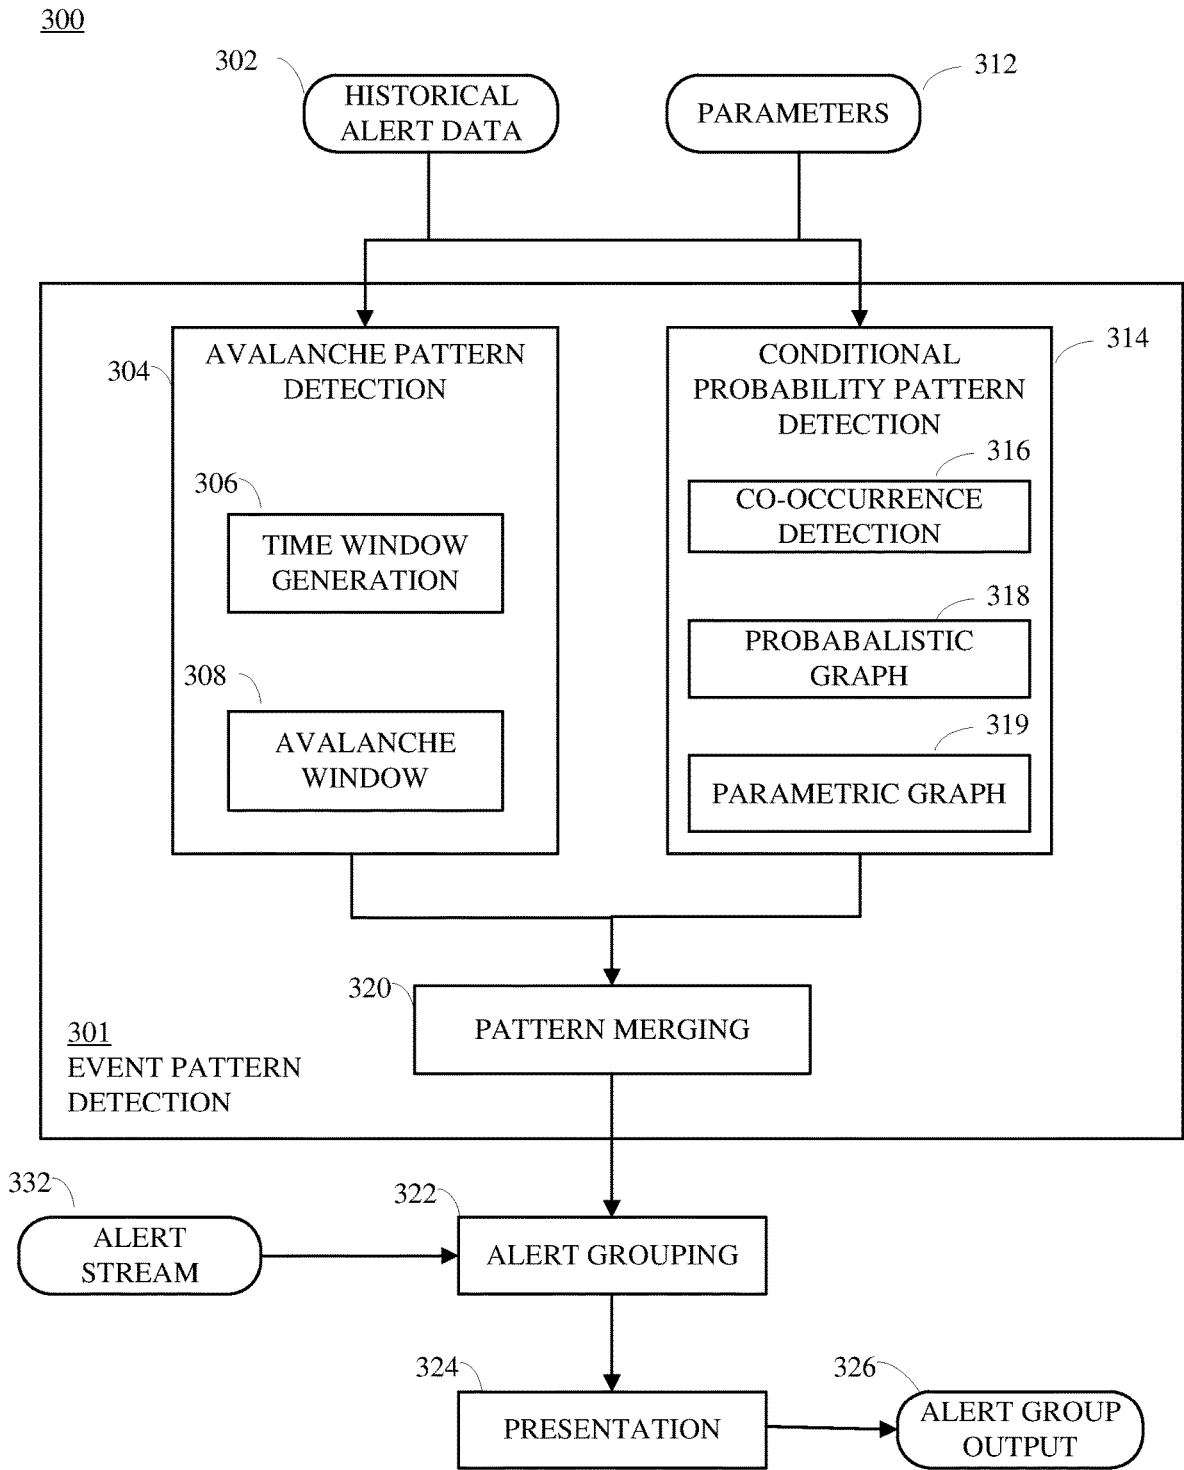 300
302
HISTORICAL
ALERT DATA
312
PARAMETERS
304
AVALANCHE PATTERN
DETECTION
306
TIME WINDOW
GENERATION
308
AVALANCHE
WINDOW
314
CONDITIONAL
PROBABILITY PATTERN
DETECTION
316
CO-OCCURRENCE
DETECTION
318
PROBABALISTIC
GRAPH
319
PARAMETRIC GRAPH
320
PATTERN MERGING
301
EVENT PATTERN
DETECTION
332
ALERT
STREAM
322
ALERT GROUPING
324
PRESENTATION
326
ALERT GROUP
OUTPUT